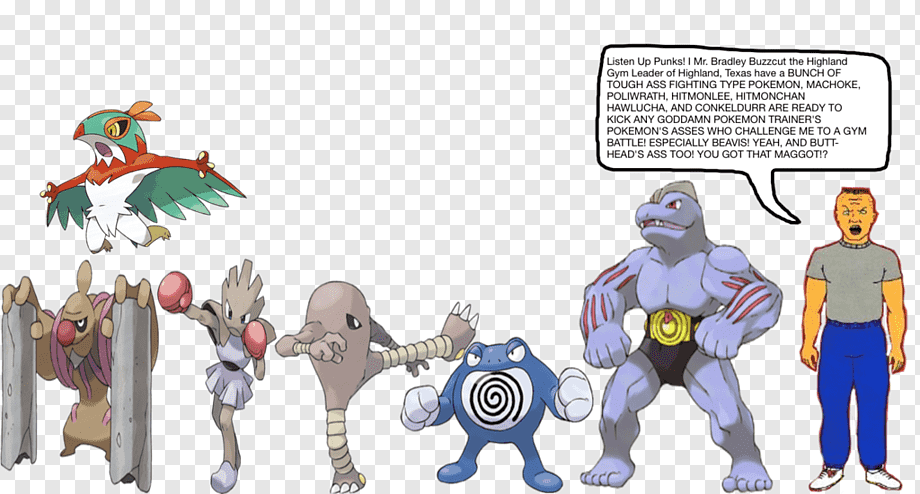 Listen Up Punks! I Mr. Bradley Buzzcut the Highland
Gym Leader of Highland, Texas have a BUNCH OF
TOUGH ASS FIGHTING TYPE POKEMON, MACHOKE,
POLIWRATH, HITMONLEE, HITMONCHAN
HAWLUCHA, AND CONKELDURR ARE READY TO
KICK ANY GODDAMN POKEMON TRAINER'S
POKEMON'S ASSES WHO CHALLENGE ME TO A GYM
BATTLE! ESPECIALLY BEAVIS! YEAH, AND BUTT-
HEAD'S ASS TOO! YOU GOT THAT MAGGOT!?